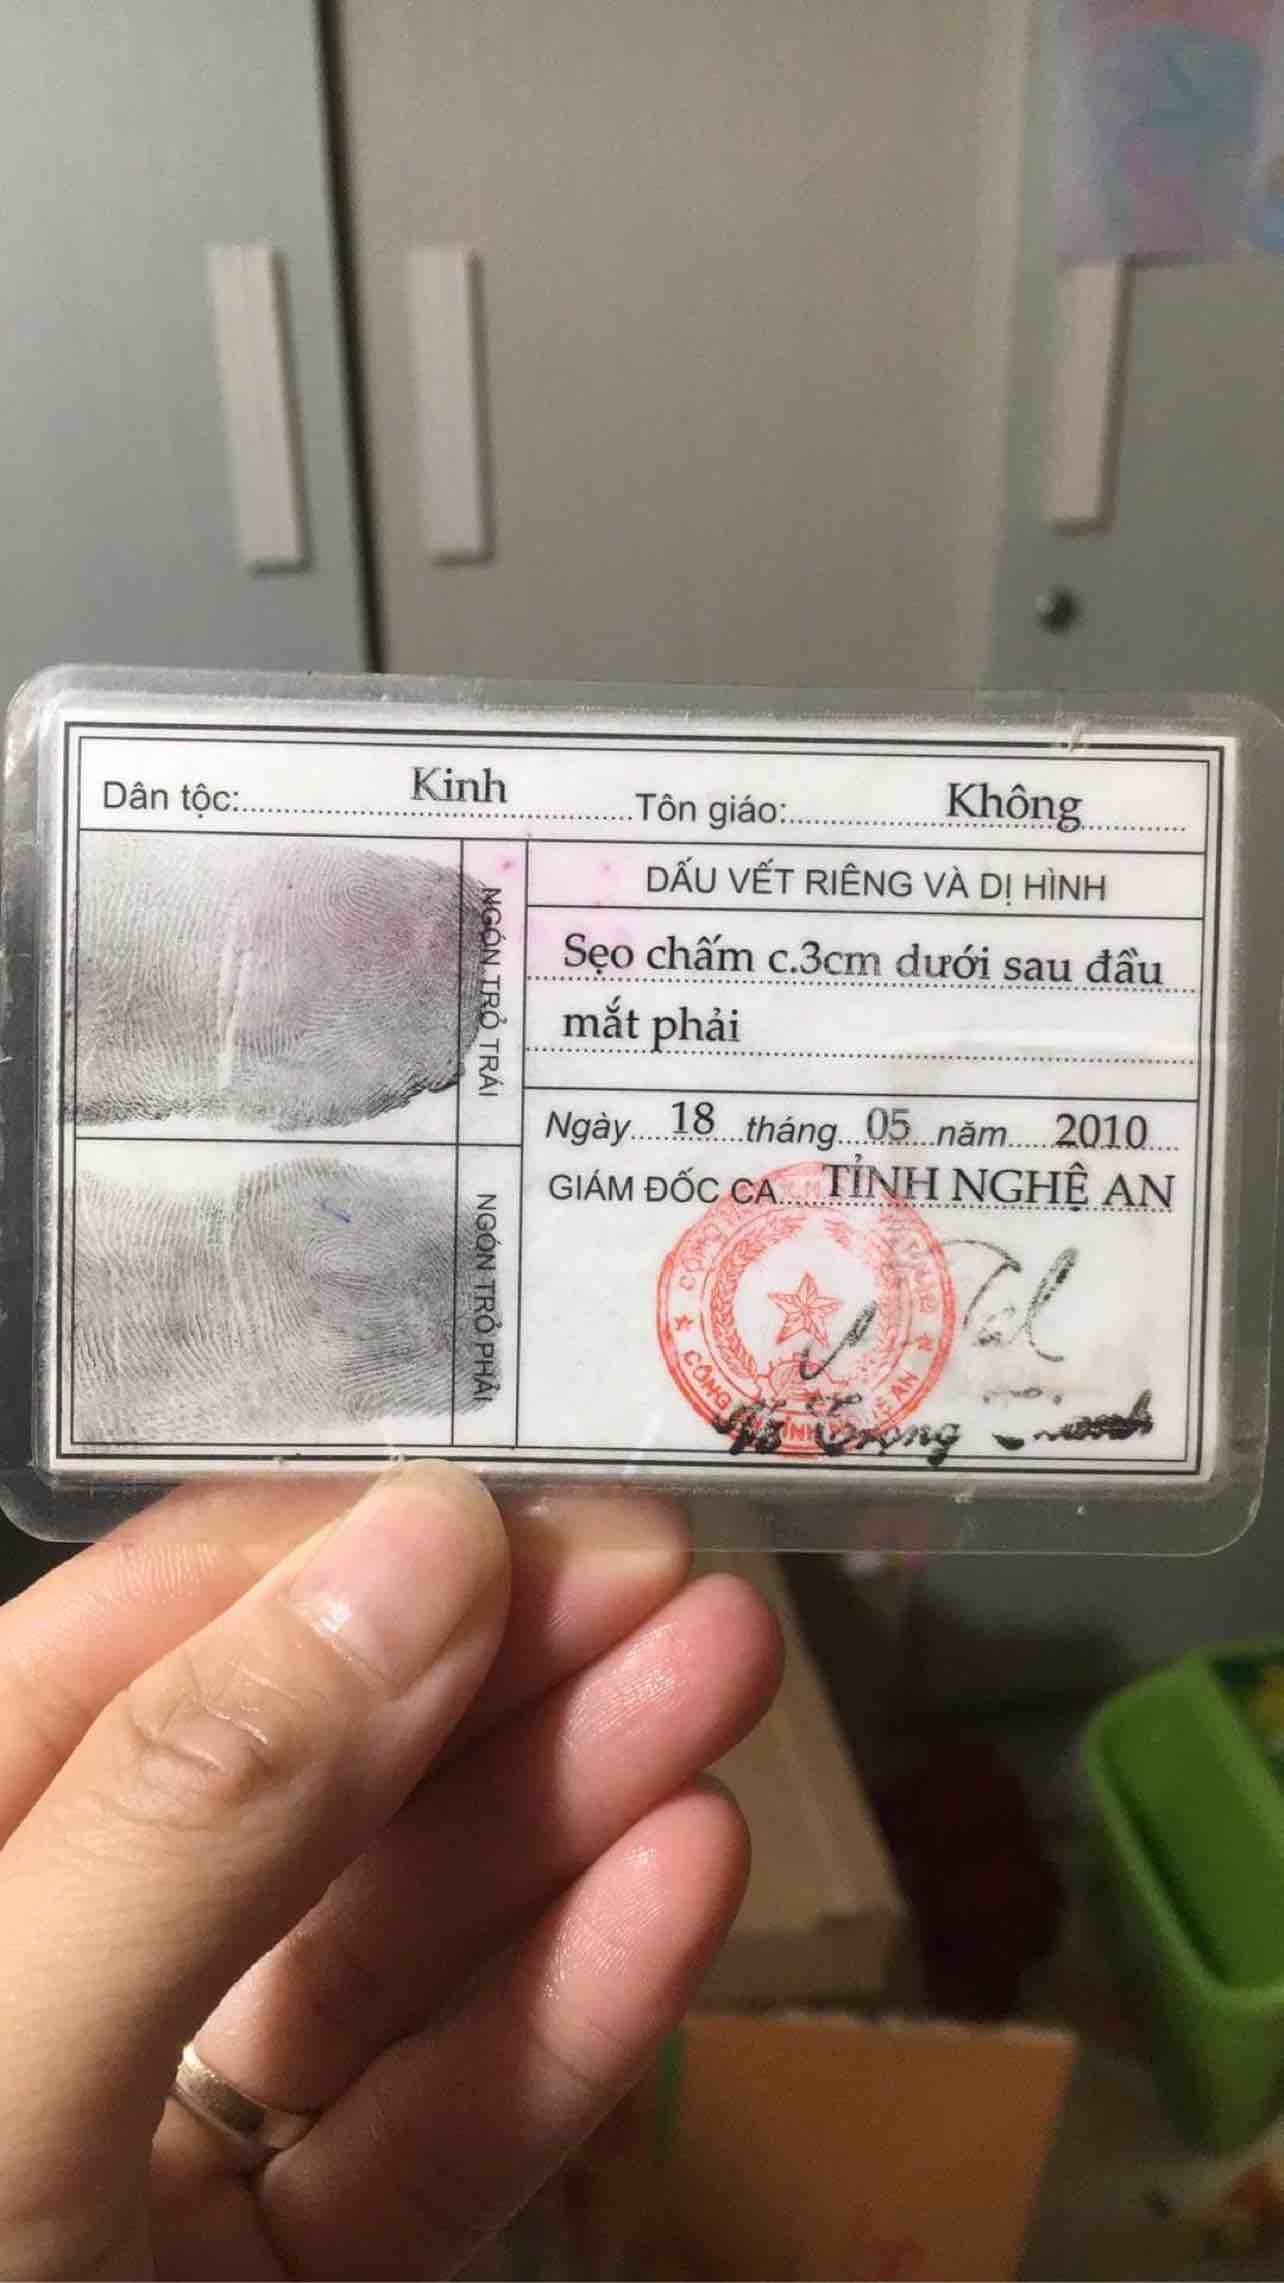 Dân tộc: Kinh Tôn giáo: Không
NGÓN TRỎ TRÁI
DẤU VẾT RIÊNG VÀ DỊ HÌNH
Sẹo chấm c.3cm dưới sau đầu
mắt phải
NGÓN TRỎ PHẢI
Ngày 18 tháng 05 năm 2010
GIÁM ĐỐC CA TỈNH NGHỆ AN
CÔNG AN